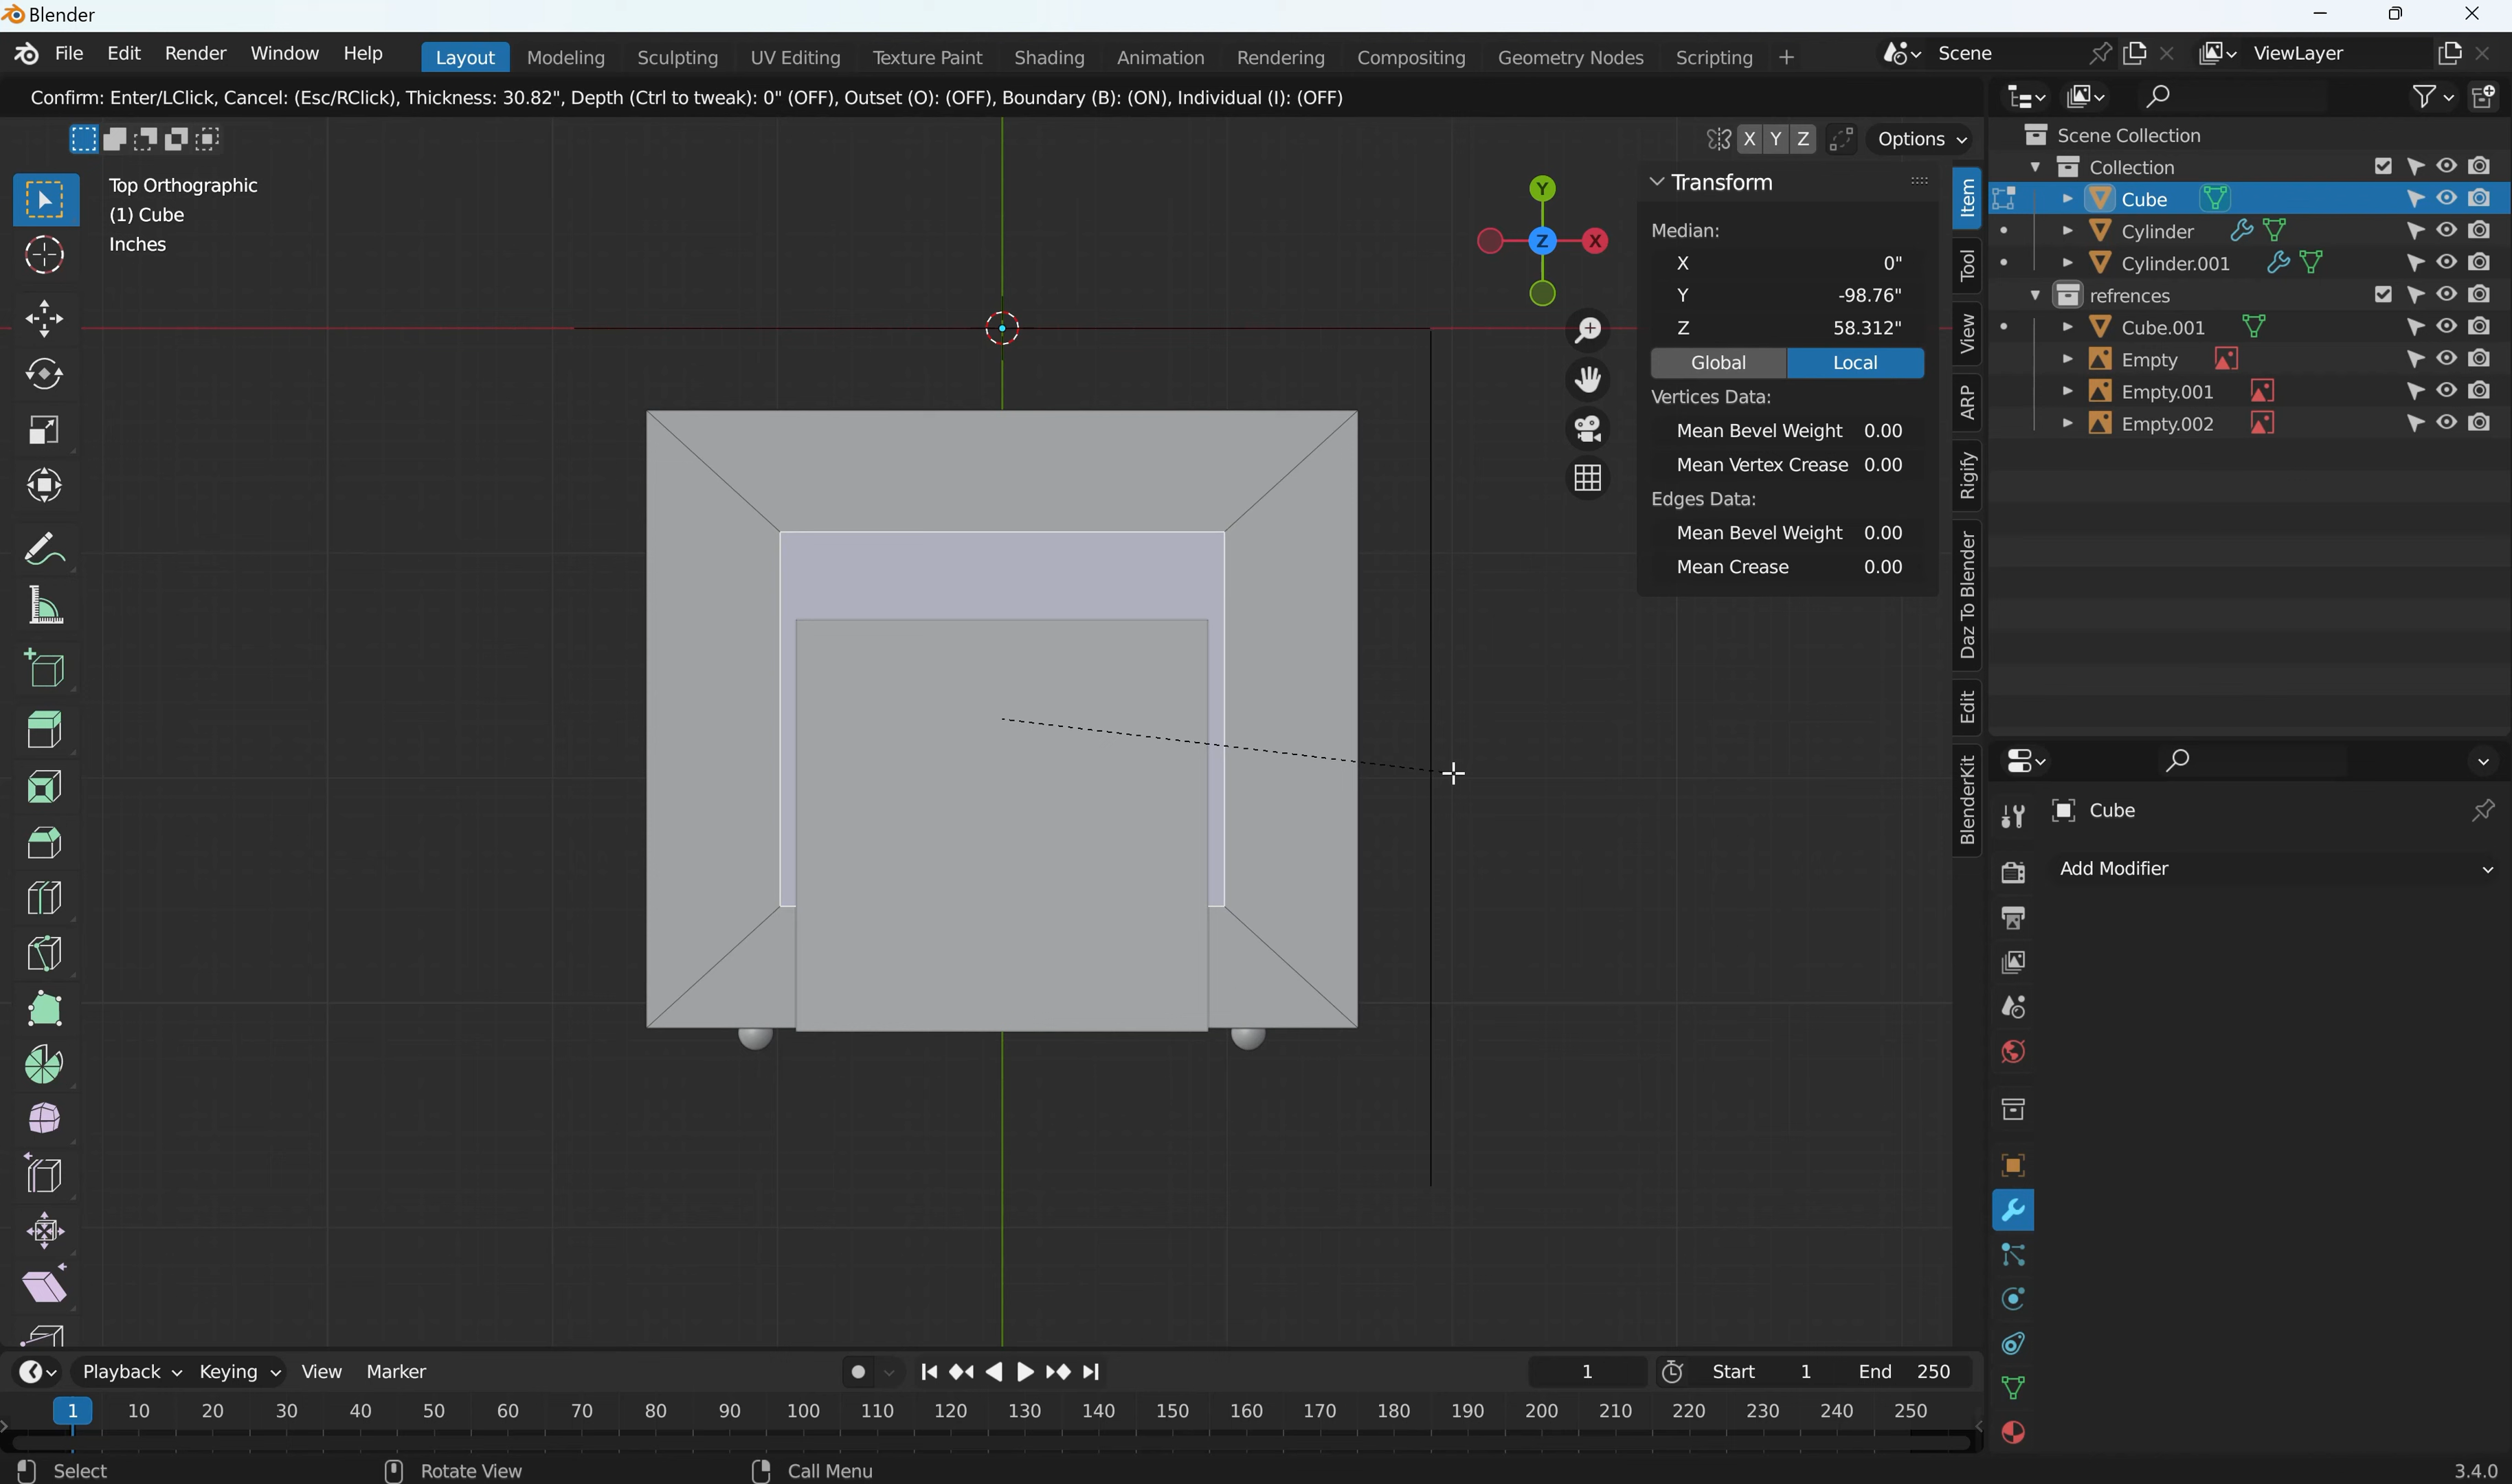 Blender
File Edit Render Window Help Layout Modeling Sculpting UV Editing Texture Paint Shading Animation Rendering Compositing Geometry Nodes Scripting + Scene ViewLayer
Confirm: Enter/LClick, Cancel: (Esc/RClick), Thickness: 30.82", Depth (Ctrl to tweak): 0" (OFF), Outset (O): (OFF), Boundary (B): (ON), Individual (I): (OFF)
X Y Z Options
Top Orthographic
(1) Cube
Inches
Y
Z
X
Transform
Median:
X 0"
Y -98.76"
Z 58.312"
Global Local
Vertices Data:
Mean Bevel Weight 0.00
Mean Vertex Crease 0.00
Edges Data:
Mean Bevel Weight 0.00
Mean Crease 0.00
Item
Tool
View
ARP
Rigify
Daz To Blender
Edit
BlenderKit
Scene Collection
Collection
Cube
Cylinder
Cylinder.001
refrences
Cube.001
Empty
Empty.001
Empty.002
Cube
Add Modifier
Playback Keying View Marker 1 Start 1 End 250
1 10 20 30 40 50 60 70 80 90 100 110 120 130 140 150 160 170 180 190 200 210 220 230 240 250
Select Rotate View Call Menu 3.4.0